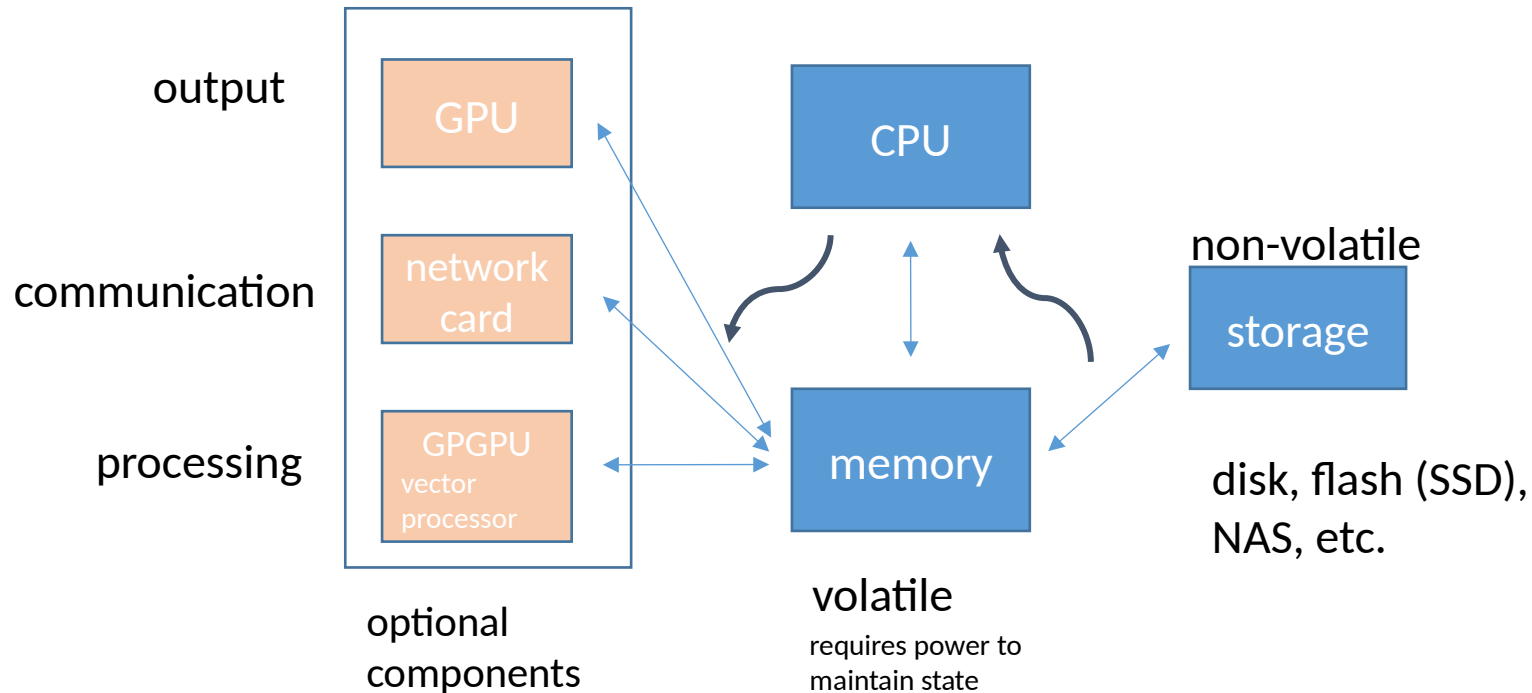 output
GPU
CPU
non-volatile
communication
network
card
storage
processing
GPGPU
vector
processor
memory
disk, flash (SSD),
NAS, etc.
optional
components
volatile
requires power to
maintain state